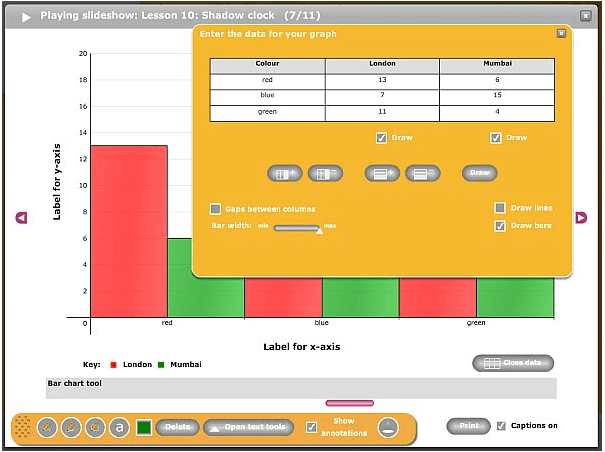 Playing slideshow: Lesson 10: Shadow clock (7/11)
Enter the data for your graph
Colour London Mumbai
red 13 6
blue 7 15
green 11 4
Draw Draw
Draw
Gaps between columns
Draw lines
Bar width: min max
Draw bars
20
18
16
14
12
10
8
6
4
2
0
Label for y-axis
red blue green
Label for x-axis
Key: London Mumbai
Close data
Bar chart tool
a
Delete
Open text tools
Show
annotations
Print
Captions on